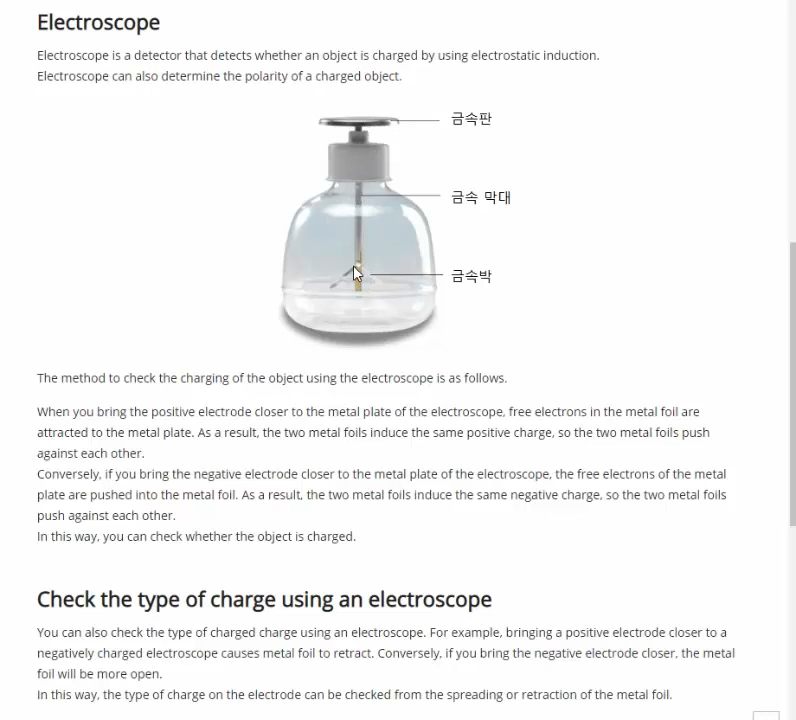 Electroscope
Electroscope is a detector that detects whether an object is charged by using electrostatic induction.
Electroscope can also determine the polarity of a charged object.
금속판
금속 막대
금속박
The method to check the charging of the object using the electroscope is as follows.
When you bring the positive electrode closer to the metal plate of the electroscope, free electrons in the metal foil are
attracted to the metal plate. As a result, the two metal foils induce the same positive charge, so the two metal foils push
against each other.
Conversely, if you bring the negative electrode closer to the metal plate of the electroscope, the free electrons of the metal
plate are pushed into the metal foil. As a result, the two metal foils induce the same negative charge, so the two metal foils
push against each other.
In this way, you can check whether the object is charged.
Check the type of charge using an electroscope
You can also check the type of charged charge using an electroscope. For example, bringing a positive electrode closer to a
negatively charged electroscope causes metal foil to retract. Conversely, if you bring the negative electrode closer, the metal
foil will be more open.
In this way, the type of charge on the electrode can be checked from the spreading or retraction of the metal foil.